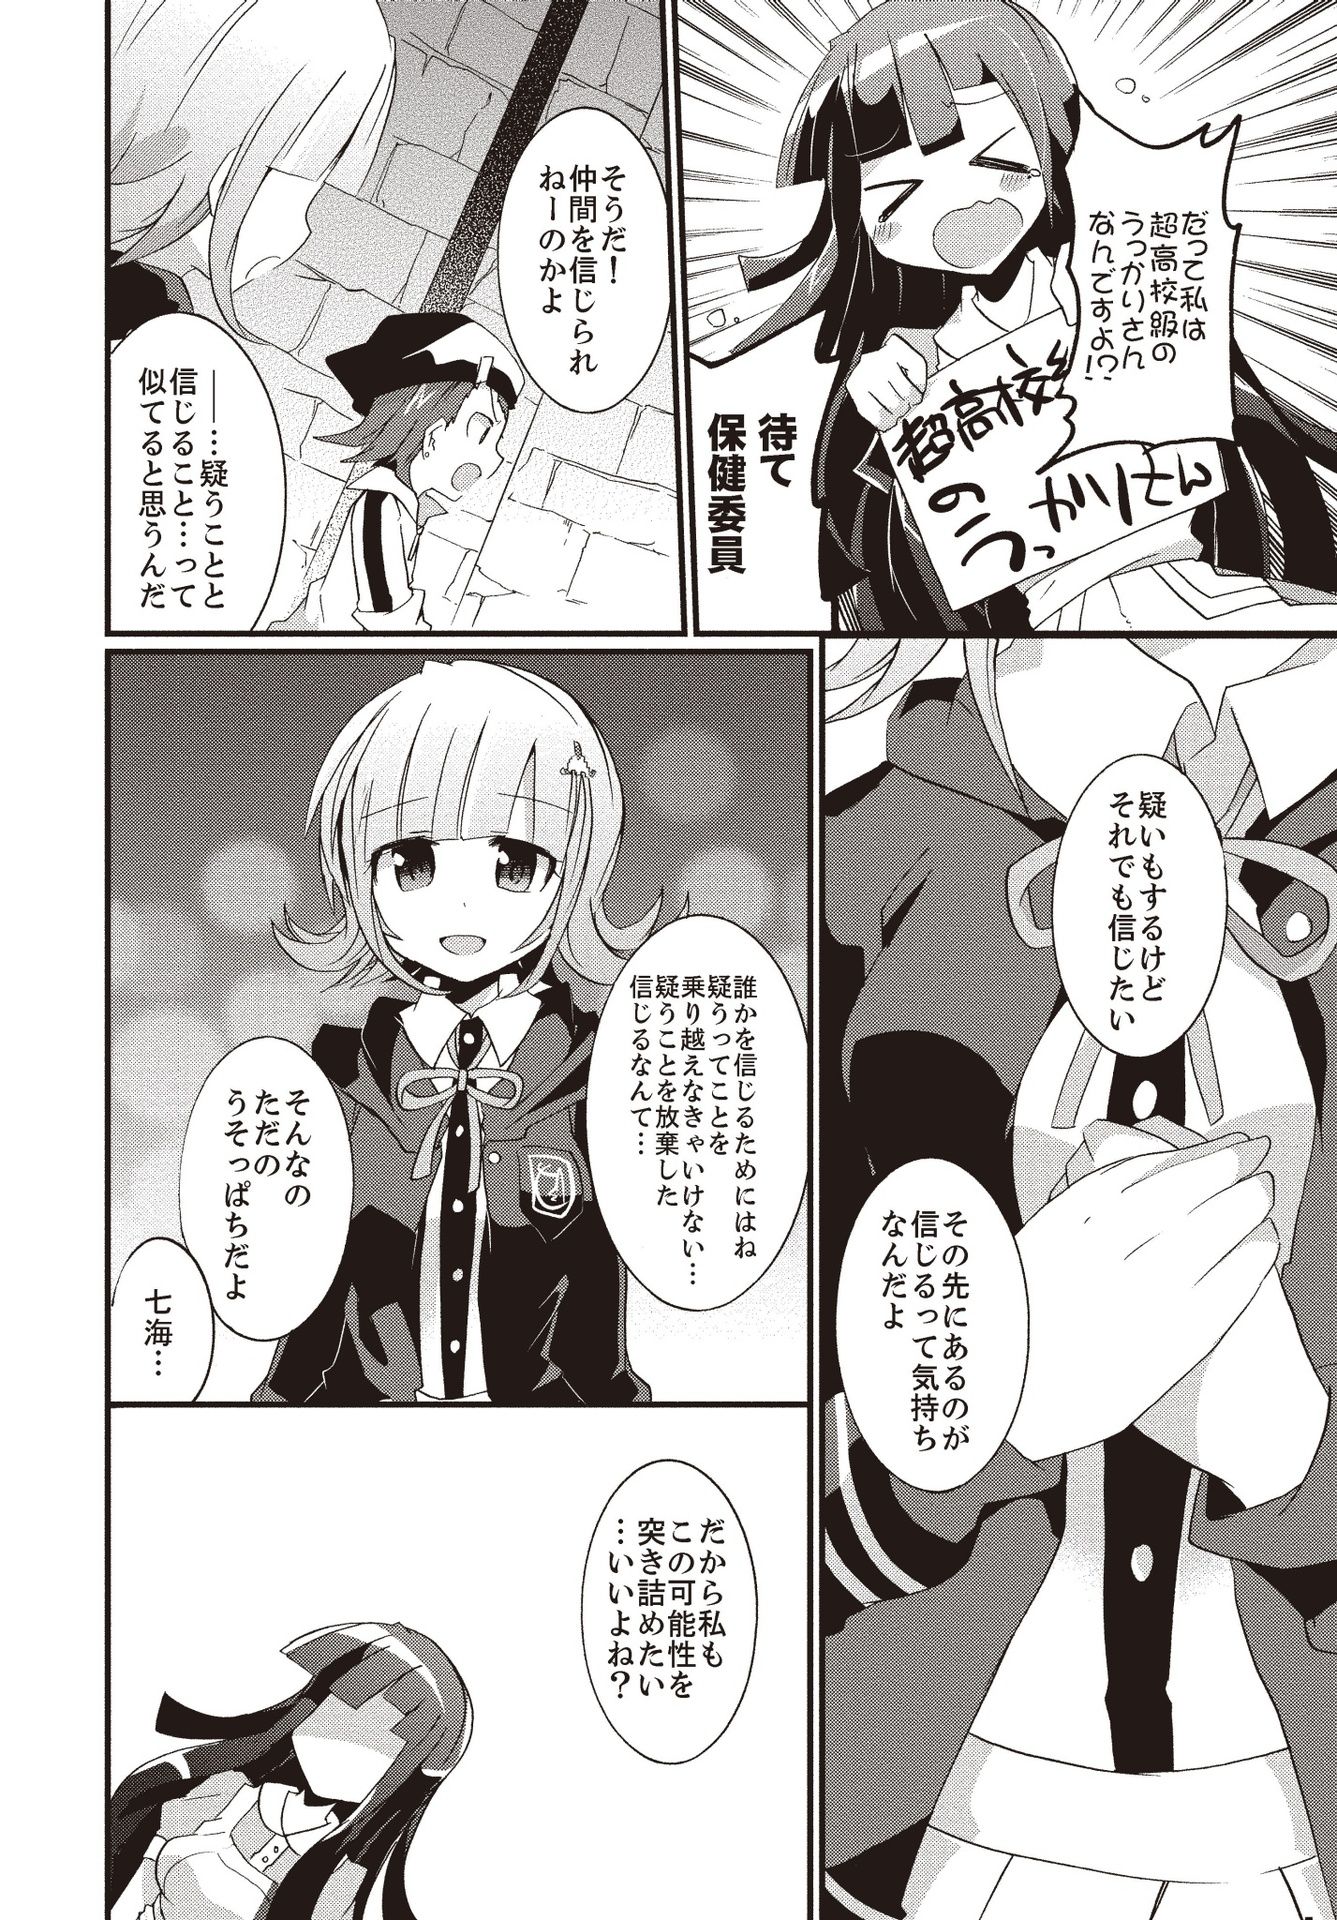 だって私は
超高校級の
うっかりさん
なんですよ!?
超高校級
のうっかりさん
待て
保健委員
そうだ!
仲間を信じられ
ねーのかよ
――…疑うことと
信じること…って
似てると思うんだ
疑いもするけど
それでも信じたい
その先にあるのが
信じるって気持ち
なんだよ
誰かを信じるためにはね
疑うってことを
乗り越えなきゃいけない…
疑うことを放棄した
信じるなんて…
そんなの
ただの
うそっぱちだよ
七海…
だから私も
この可能性を
突き詰めたい
…いいよね?